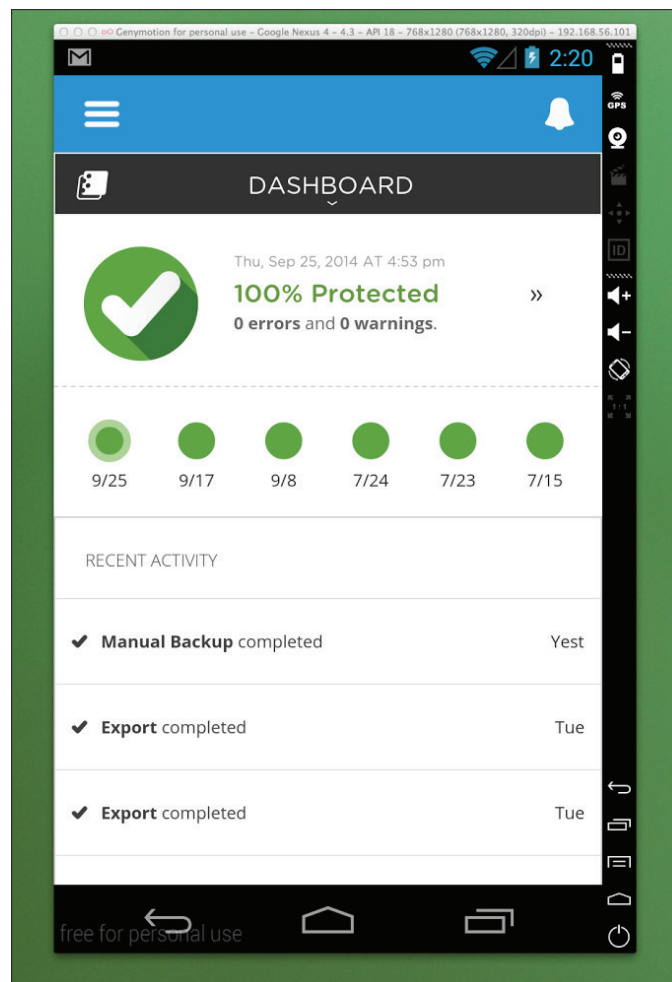 Genymotion for personal use - Google Nexus 4 - 4.3 - API 18 - 768x1280 (768x1280, 320dpi) - 192.168.56.101
2:20
GPS
DASHBOARD
ID
Thu, Sep 25, 2014 AT 4:53 pm
100% Protected
»
0 errors and 0 warnings.
1:1
9/25 9/17 9/8 7/24 7/23 7/15
RECENT ACTIVITY
Manual Backup completed Yest
Export completed Tue
Export completed Tue
free for personal use